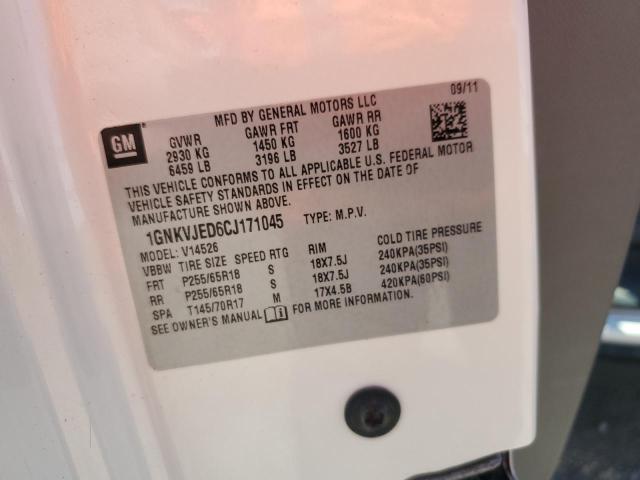 09/11
MFD BY GENERAL MOTORS LLC
GM
GVWR GAWR FRT GAWR RR
2930 KG 1450 KG 1600 KG
6459 LB 3196 LB 3527 LB
THIS VEHICLE CONFORMS TO ALL APPLICABLE U.S. FEDERAL MOTOR
VEHICLE SAFETY STANDARDS IN EFFECT ON THE DATE OF
MANUFACTURE SHOWN ABOVE.
1GNKVJED6CJ171045 TYPE: M.P.V.
MODEL: V14526
VBBW TIRE SIZE SPEED RTG RIM COLD TIRE PRESSURE
FRT P255/65R18 S 18X7.5J 240KPA(35PSI)
RR P255/65R18 S 18X7.5J 240KPA(35PSI)
SPA T145/70R17 M 17X4.5B 420KPA(60PSI)
SEE OWNER'S MANUAL FOR MORE INFORMATION.